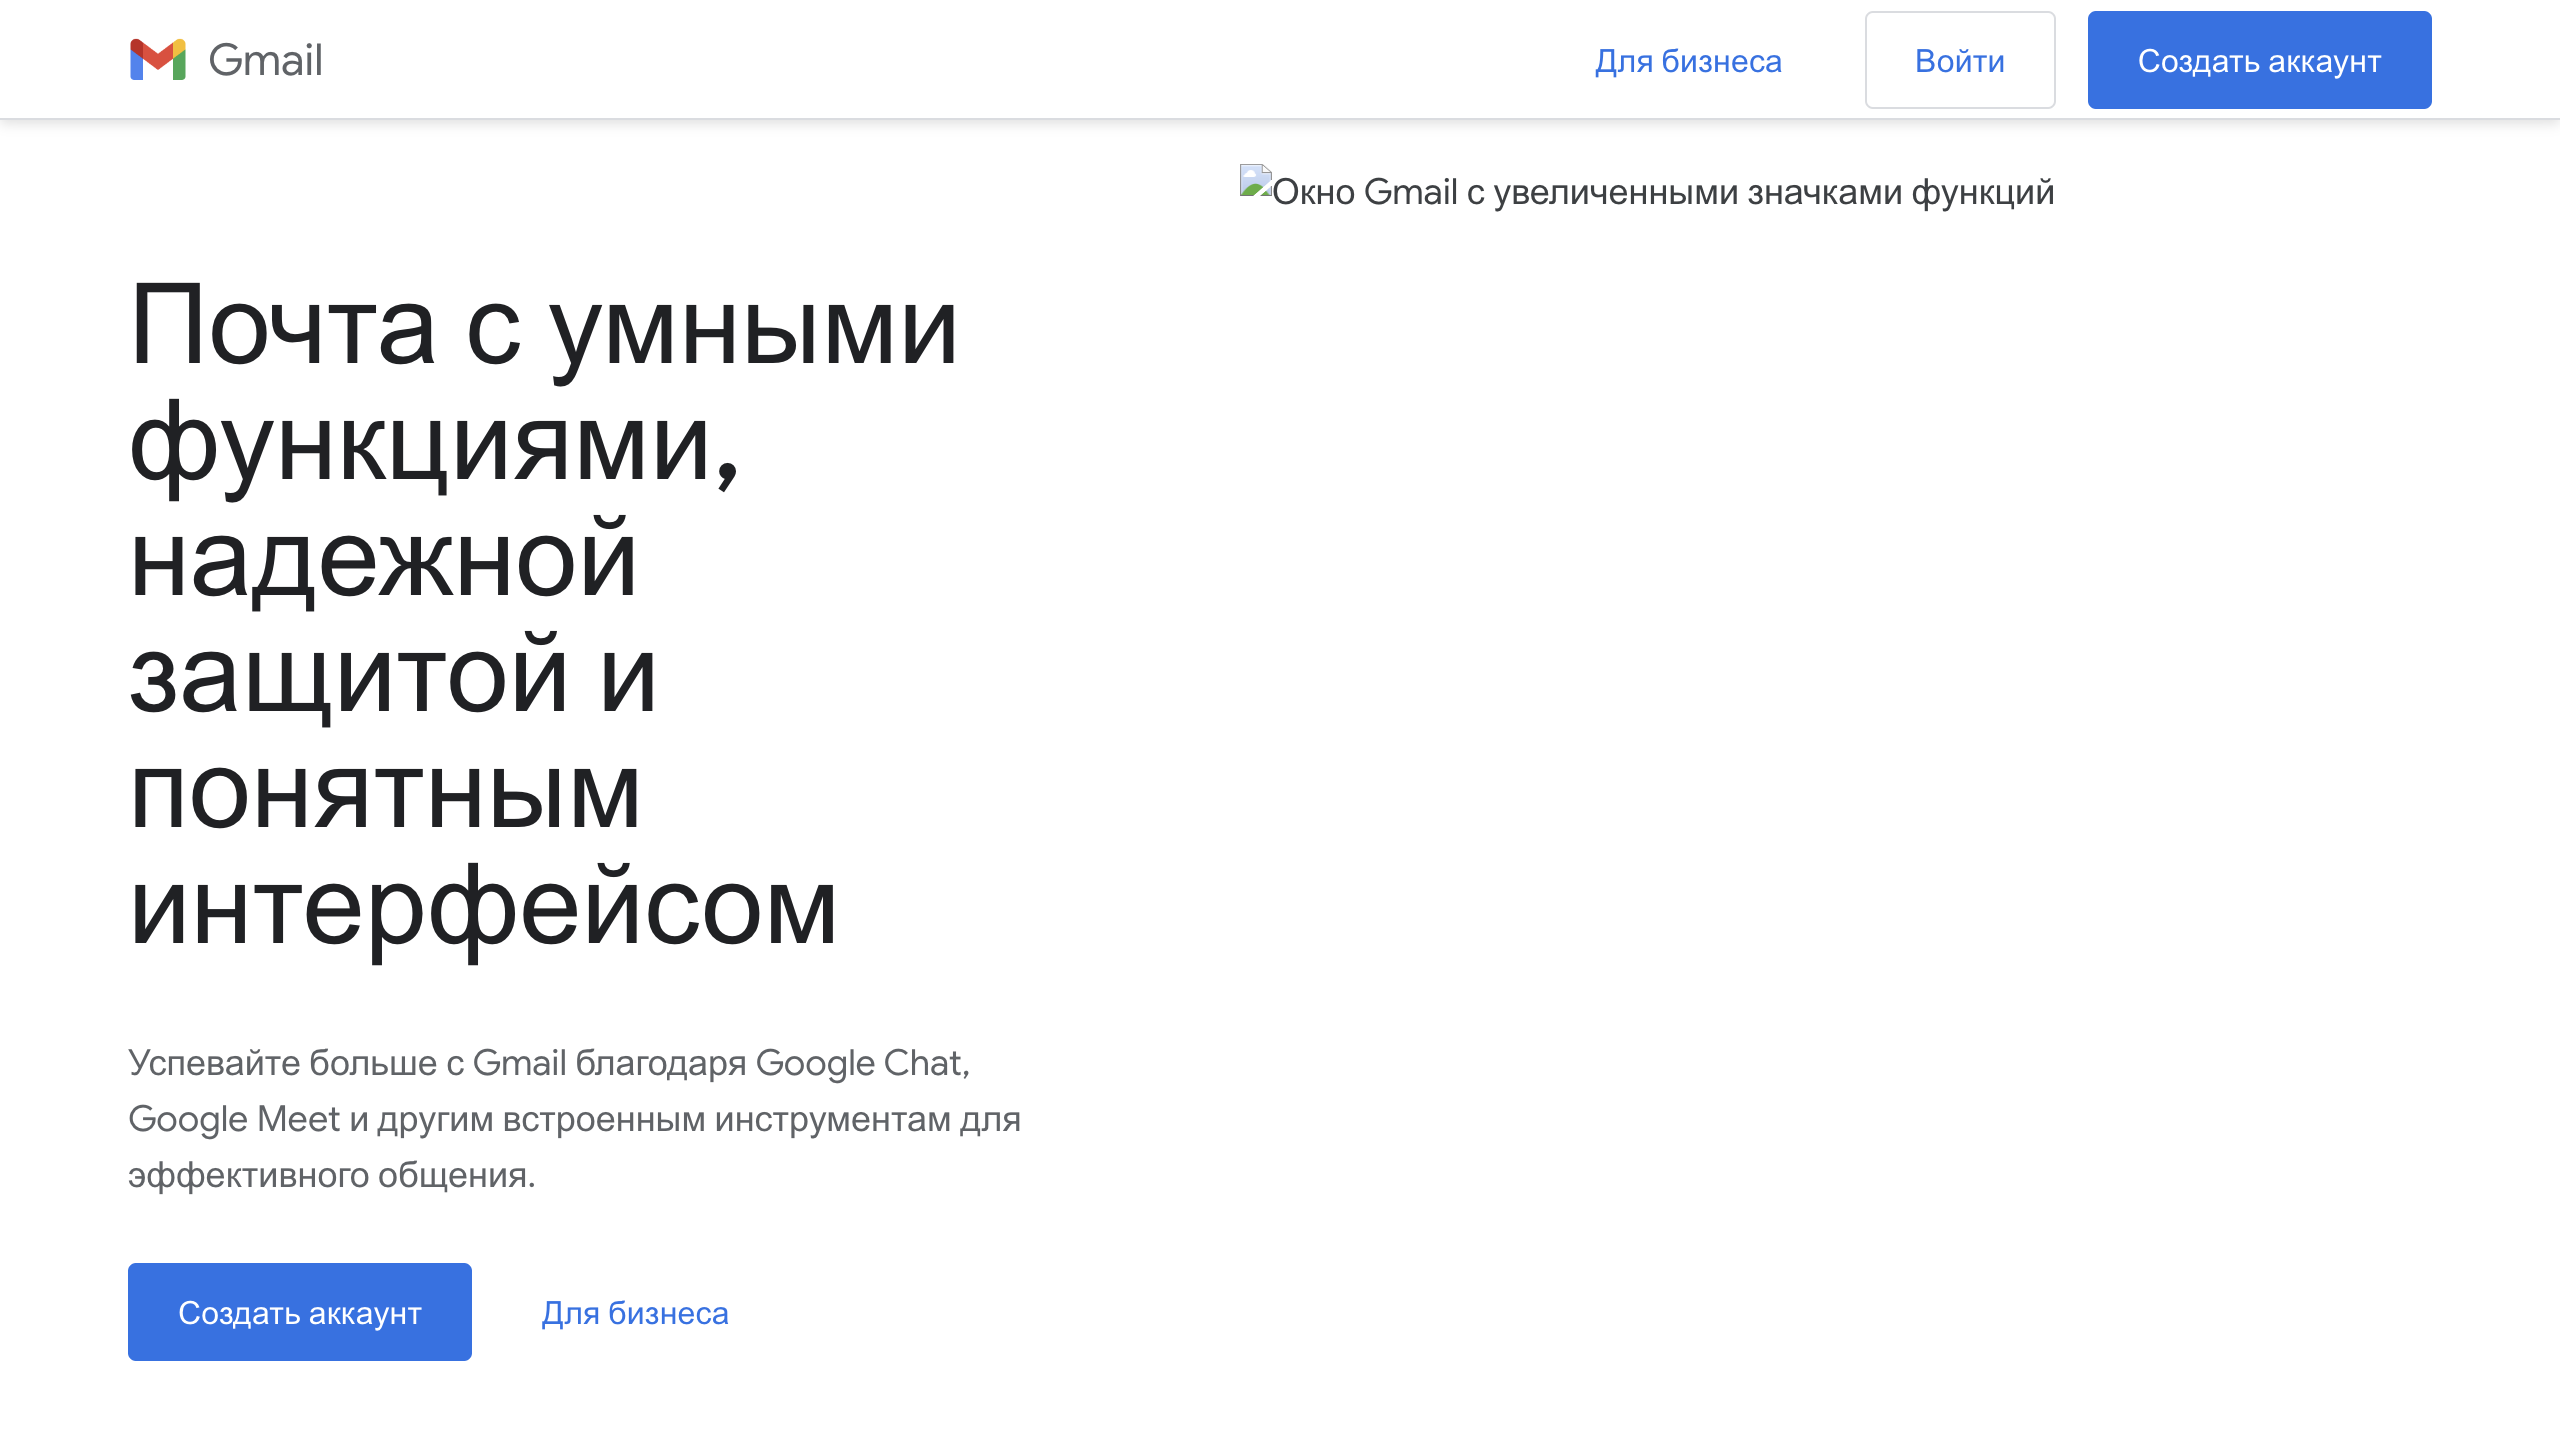 Gmail
Для бизнеса
Войти
Создать аккаунт
Окно Gmail с увеличенными значками функций
Почта с умными
функциями,
надежной
защитой и
понятным
интерфейсом
Успевайте больше с Gmail благодаря Google Chat,
Google Meet и другим встроенным инструментам для
эффективного общения.
Создать аккаунт
Для бизнеса